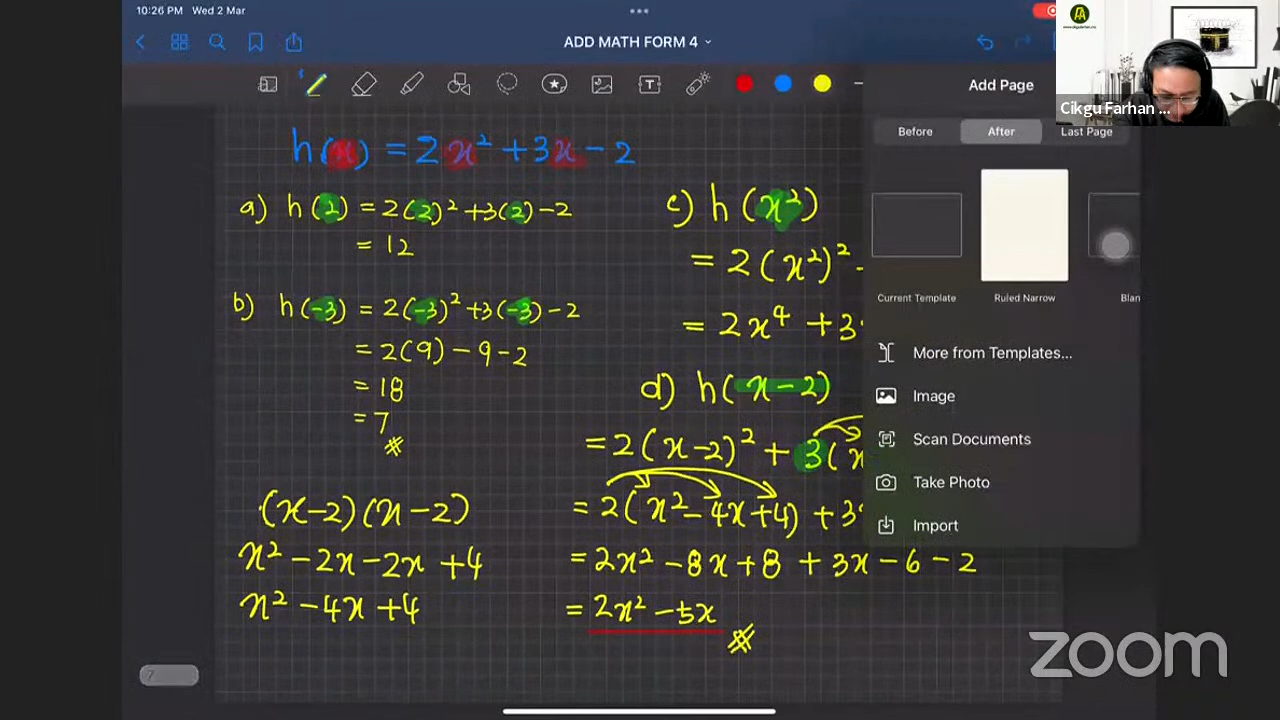 10:26 PM Wed 2 Mar
ADD MATH FORM 4
h(x) = 2x² + 3x - 2
a) h(2) = 2(2)² + 3(2) - 2
= 12
b) h(-3) = 2(-3)² + 3(-3) - 2
= 2(9) - 9 - 2
= 18
= 7
(x-2)(x-2)
x² - 2x - 2x + 4
x² - 4x + 4
c) h(x²)
= 2(x²)²
= 2x⁴ + 3
d) h(x-2)
= 2(x-2)² + 3(x
= 2(x² - 4x + 4) + 3
= 2x² - 8x + 8 + 3x - 6 - 2
= 2x² - 5x
7
Add Page
Before
After
Last Page
Current Template
Ruled Narrow
Blan
More from Templates...
Image
Scan Documents
Take Photo
Import
Cikgu Farhan ...
zoom